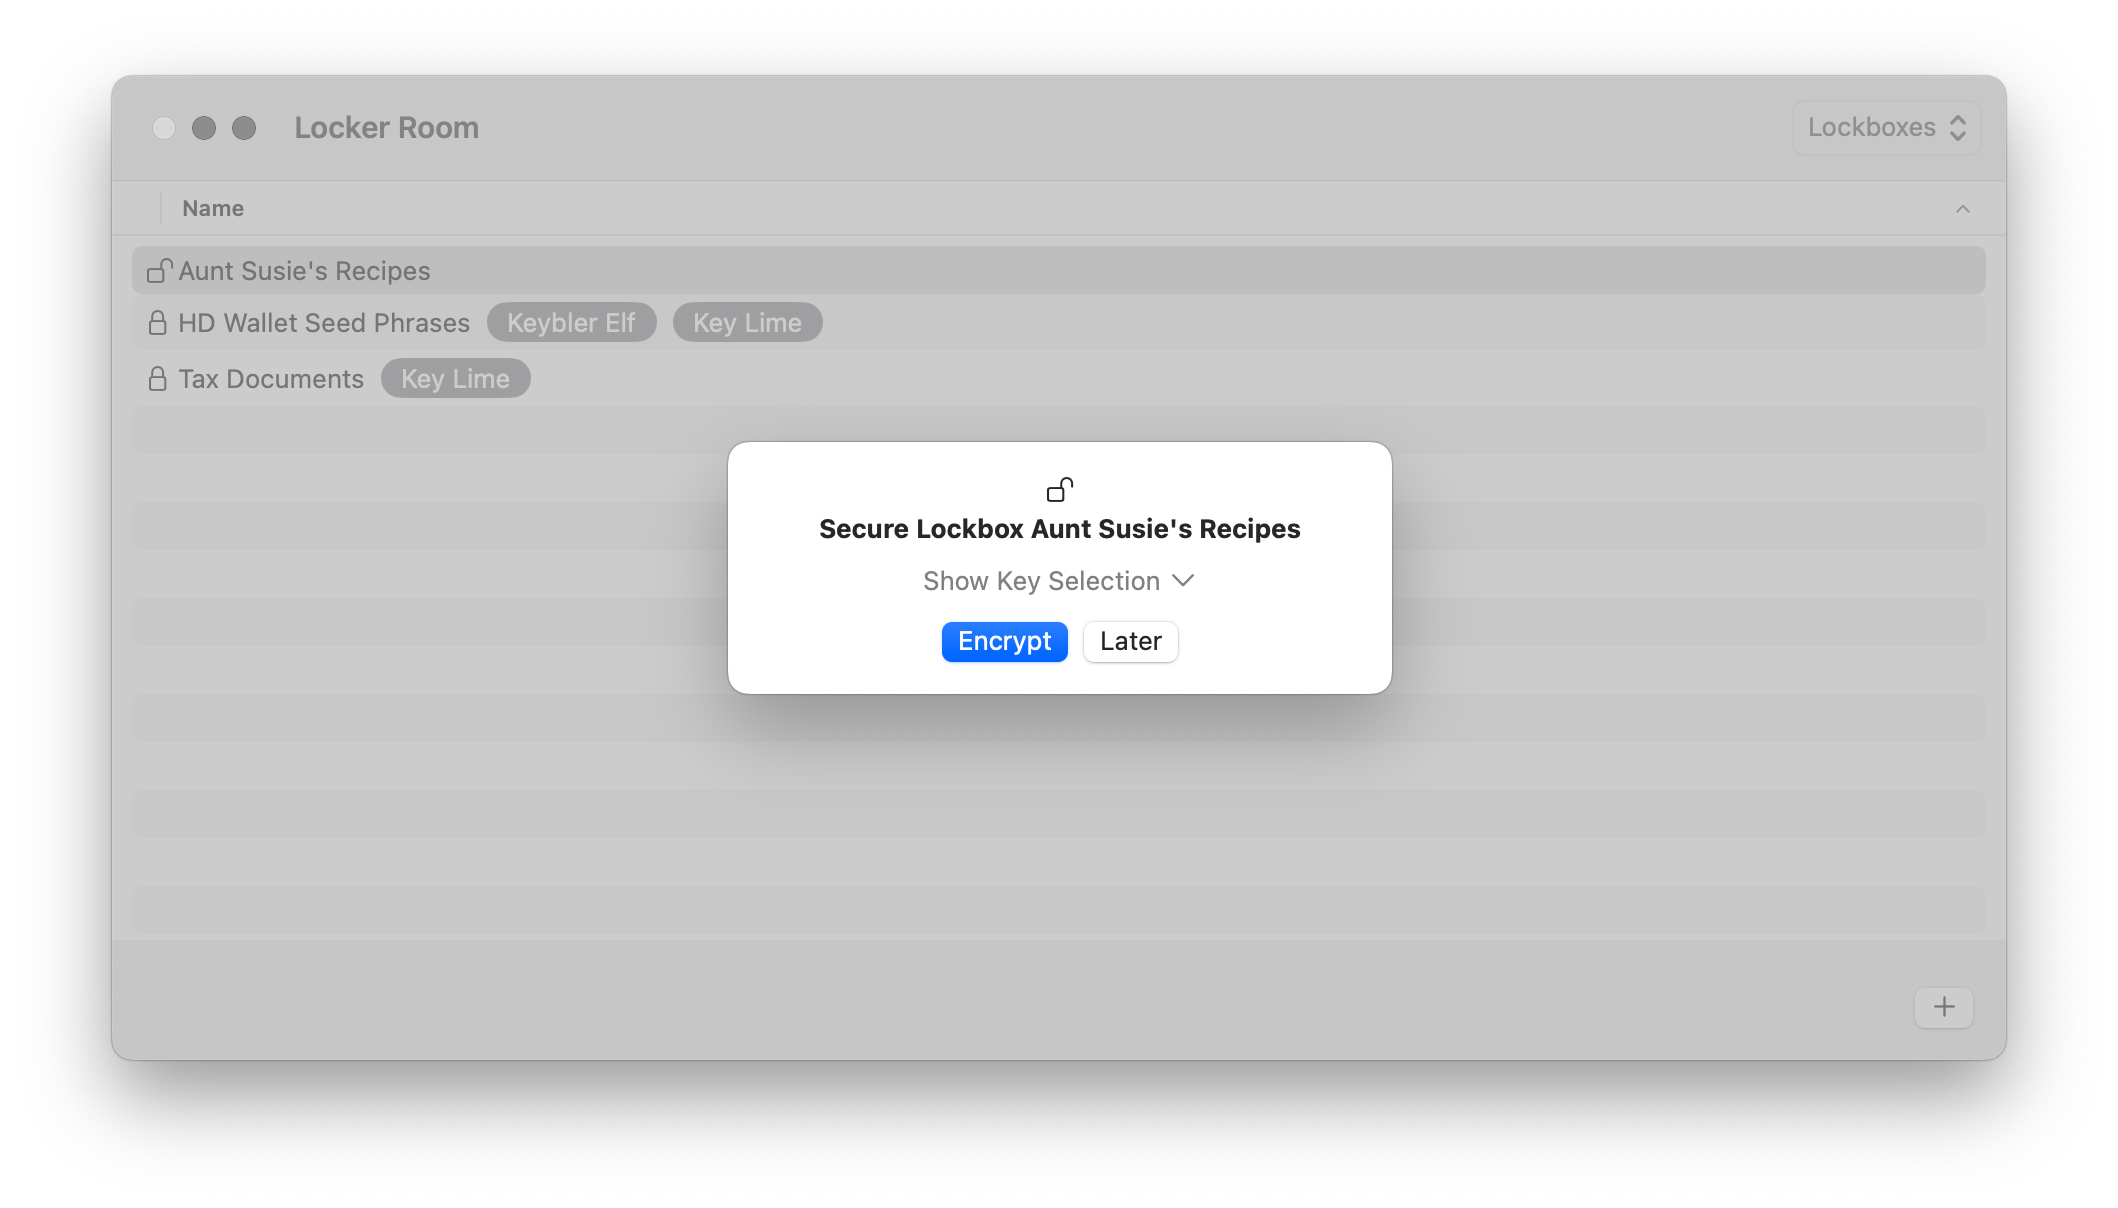 Locker Room
Lockboxes
Name
Aunt Susie's Recipes
HD Wallet Seed Phrases Keybler Elf Key Lime
Tax Documents Key Lime
Secure Lockbox Aunt Susie's Recipes
Show Key Selection
Encrypt Later